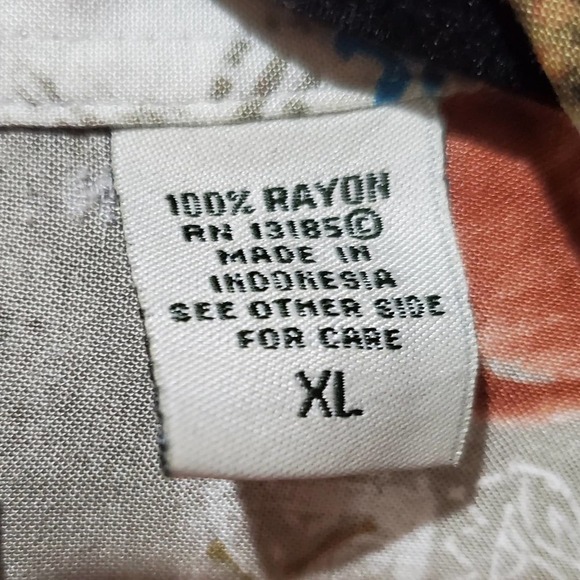 100% RAYON
RN 13185©
MADE IN
INDONESIA
SEE OTHER SIDE
FOR CARE
XL